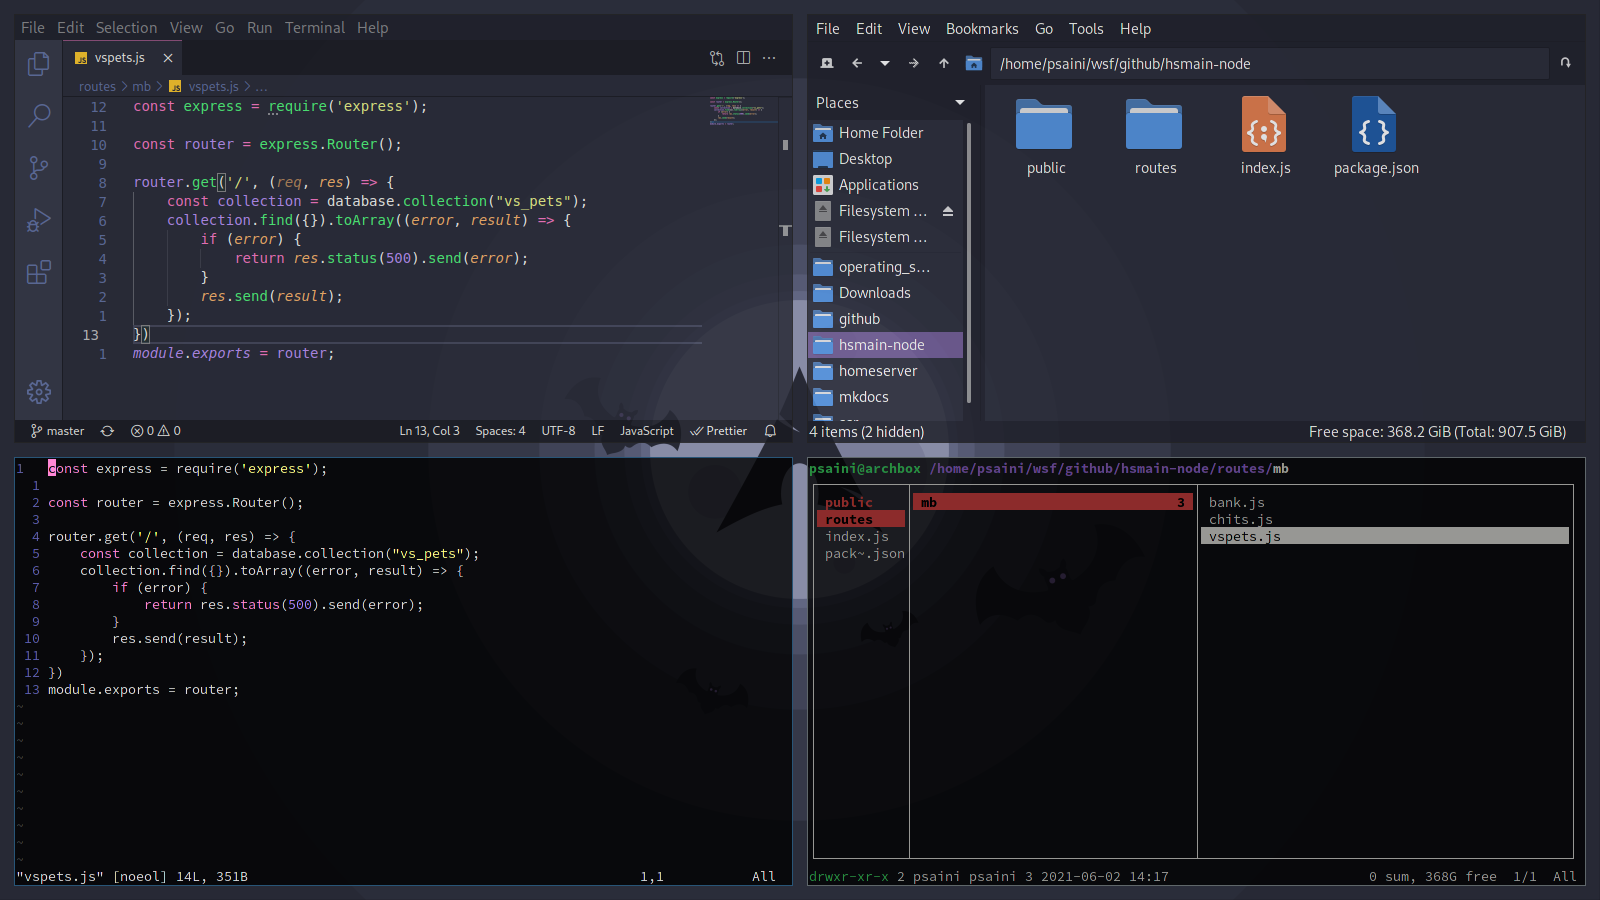 File Edit Selection View Go Run Terminal Help
JS vspets.js
routes > mb > JS vspets.js > ...
12 const express = require('express');
11
10 const router = express.Router();
9
8 router.get('/', (req, res) => {
7 const collection = database.collection("vs_pets");
6 collection.find({}).toArray((error, result) => {
5 if (error) {
4 return res.status(500).send(error);
3 }
2 res.send(result);
1 });
13 })
1 module.exports = router;
master 0 0 Ln 13, Col 3 Spaces: 4 UTF-8 LF JavaScript Prettier
File Edit View Bookmarks Go Tools Help
/home/psaini/wsf/github/hsmain-node
Places
Home Folder
Desktop
Applications
Filesystem ...
Filesystem ...
operating_s...
Downloads
github
hsmain-node
homeserver
mkdocs
public routes index.js package.json
4 items (2 hidden) Free space: 368.2 GiB (Total: 907.5 GiB)
1 const express = require('express');
1
2 const router = express.Router();
3
4 router.get('/', (req, res) => {
5 const collection = database.collection("vs_pets");
6 collection.find({}).toArray((error, result) => {
7 if (error) {
8 return res.status(500).send(error);
9 }
10 res.send(result);
11 });
12 })
13 module.exports = router;
~
~
~
~
~
~
~
~
~
~
"vspets.js" [noeol] 14L, 351B 1,1 All
psaini@archbox /home/psaini/wsf/github/hsmain-node/routes/mb
public mb 3 bank.js
routes chits.js
index.js vspets.js
pack~.json
drwxr-xr-x 2 psaini psaini 3 2021-06-02 14:17 0 sum, 368G free 1/1 All